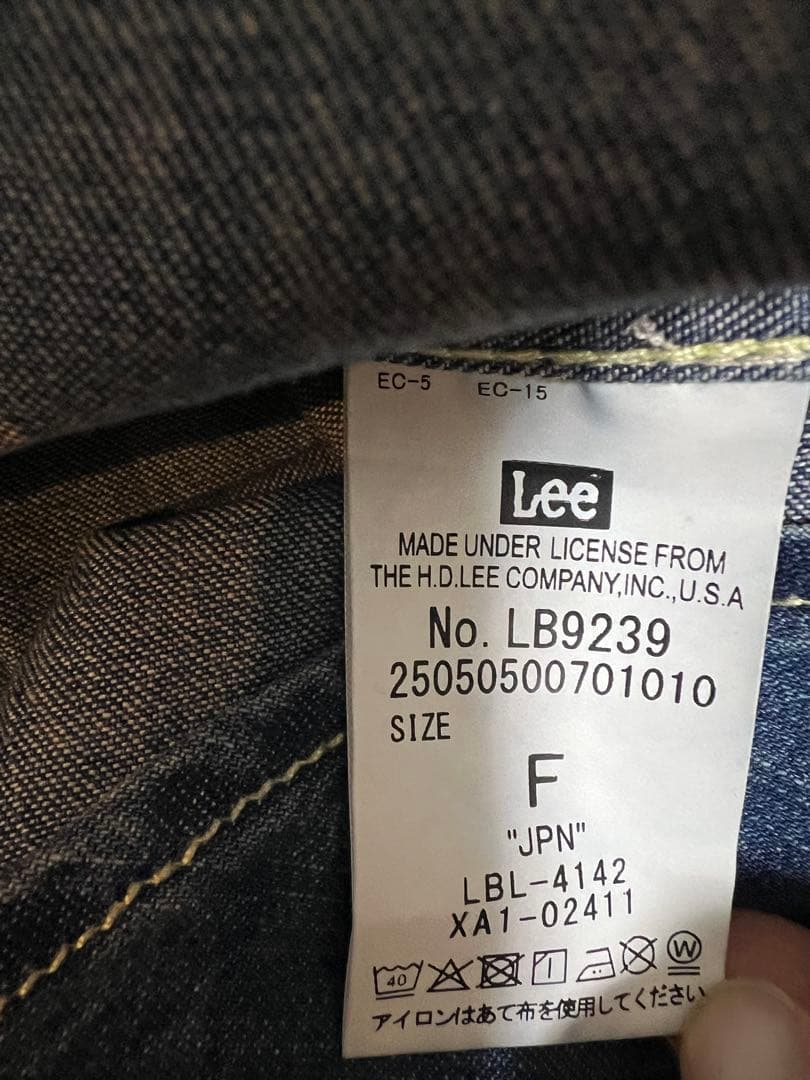 EC-5 EC-15
Lee
MADE UNDER LICENSE FROM
THE H.D.LEE COMPANY,INC.,U.S.A
No. LB9239
25050500701010
SIZE
F
"JPN"
LBL-4142
XA1-02411
40 W
アイロンはあて布を使用してください